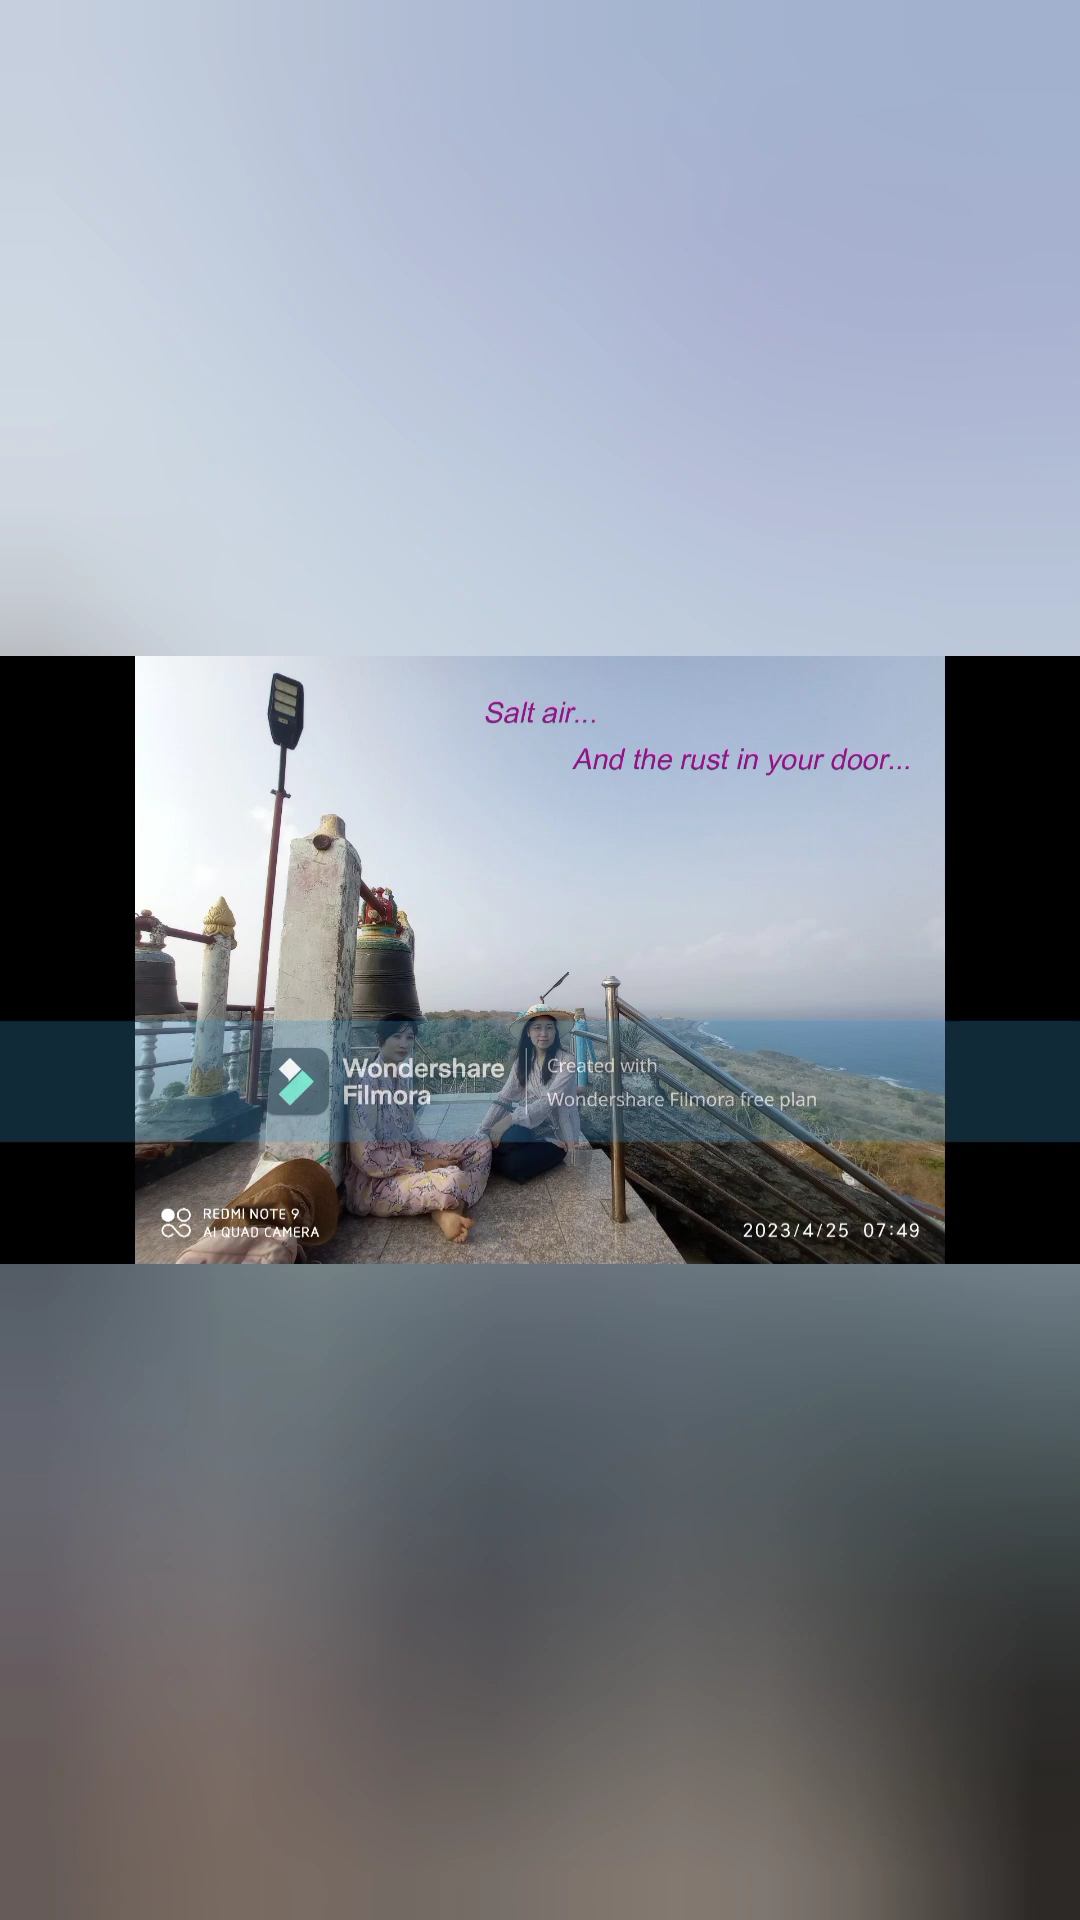 Salt air...
And the rust in your door...
Wondershare
Filmora
Created with
Wondershare Filmora free plan
REDMI NOTE 9
AI QUAD CAMERA
2023/4/25 07:49